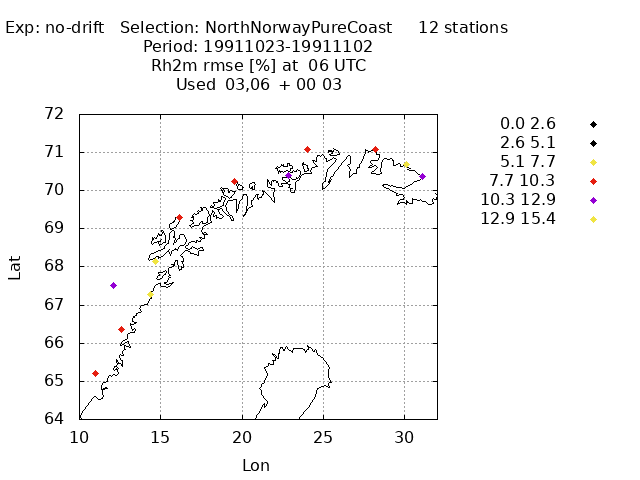 Exp: no-drift Selection: NorthNorwayPureCoast 12 stations
Period: 19911023-19911102
Rh2m rmse [%] at 06 UTC
Used 03,06 + 00 03
0.0 2.6
2.6 5.1
5.1 7.7
7.7 10.3
10.3 12.9
12.9 15.4
72
71
70
69
68
67
66
65
64
Lat
10 15 20 25 30
Lon